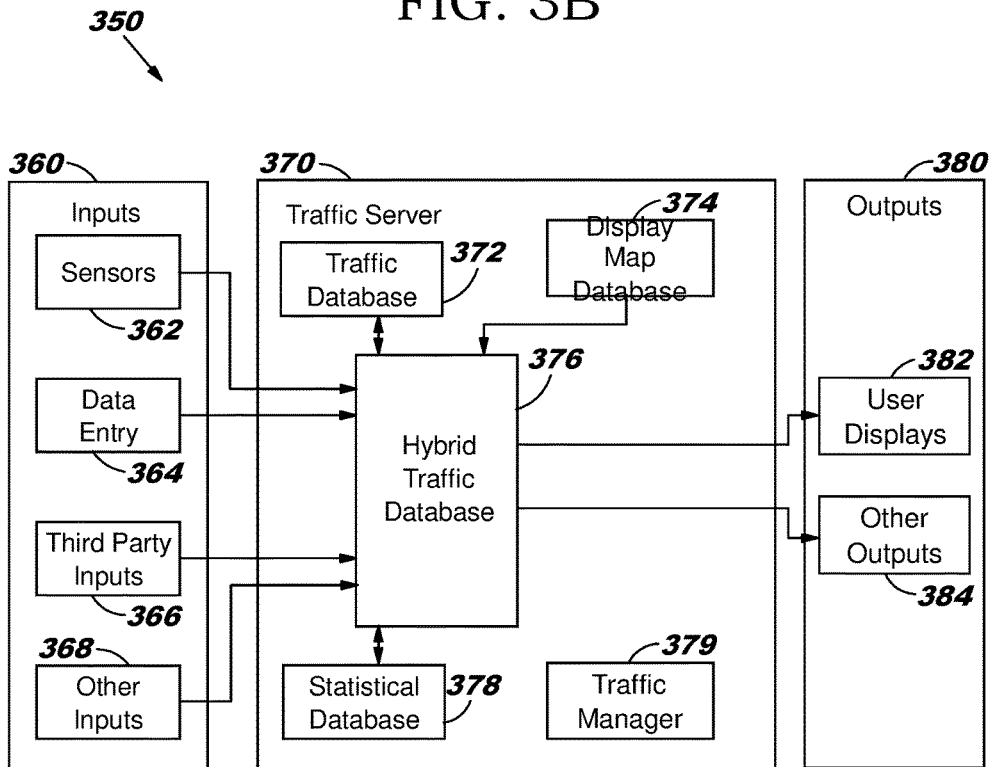 FIG. 3B
350
360
370
380
Inputs
Traffic Server
Outputs
374
Display
Map
Database
Sensors
362
Traffic
Database
372
376
382
User
Displays
Data
Entry
364
Hybrid
Traffic
Database
Other
Outputs
384
Third Party
Inputs
366
368
Other
Inputs
Statistical
Database
378
379
Traffic
Manager